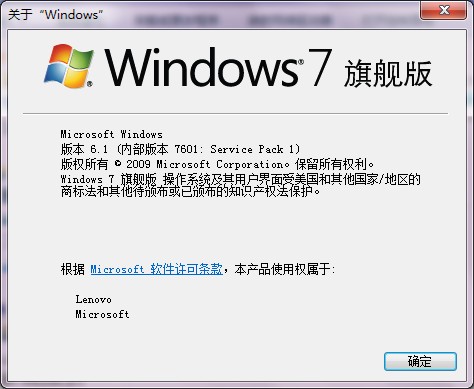 关于“Windows”
Windows® 7 旗舰版
Microsoft Windows
版本 6.1 (内部版本 7601: Service Pack 1)
版权所有 © 2009 Microsoft Corporation。保留所有权利。
Windows 7 旗舰版 操作系统及其用户界面受美国和其他国家/地区的
商标法和其他待颁布或已颁布的知识产权法保护。
根据 Microsoft 软件许可条款，本产品使用权属于:
Lenovo
Microsoft
确定